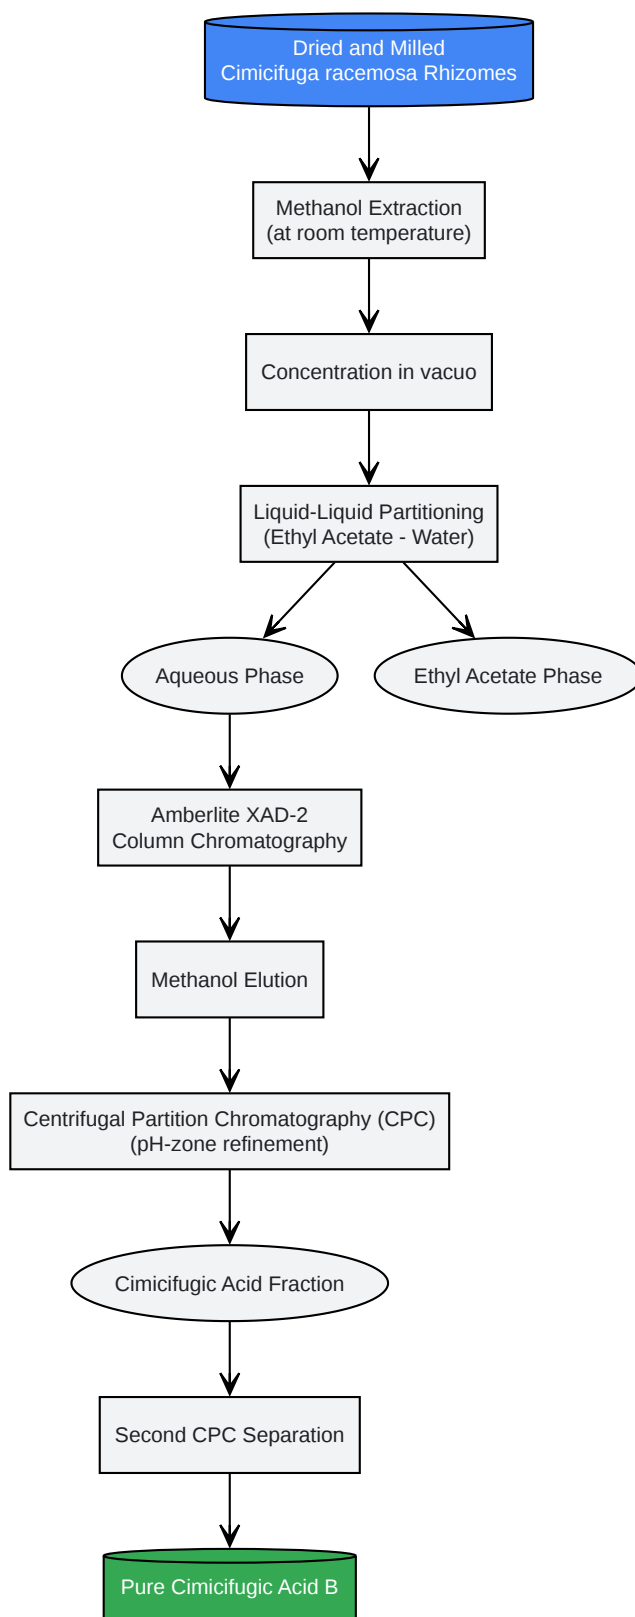 Dried and Milled
Cimicifuga racemosa Rhizomes
Methanol Extraction
(at room temperature)
Concentration in vacuo
Liquid-Liquid Partitioning
(Ethyl Acetate - Water)
Aqueous Phase
Ethyl Acetate Phase
Amberlite XAD-2
Column Chromatography
Methanol Elution
Centrifugal Partition Chromatography (CPC)
(pH-zone refinement)
Cimicifugic Acid Fraction
Second CPC Separation
Pure Cimicifugic Acid B